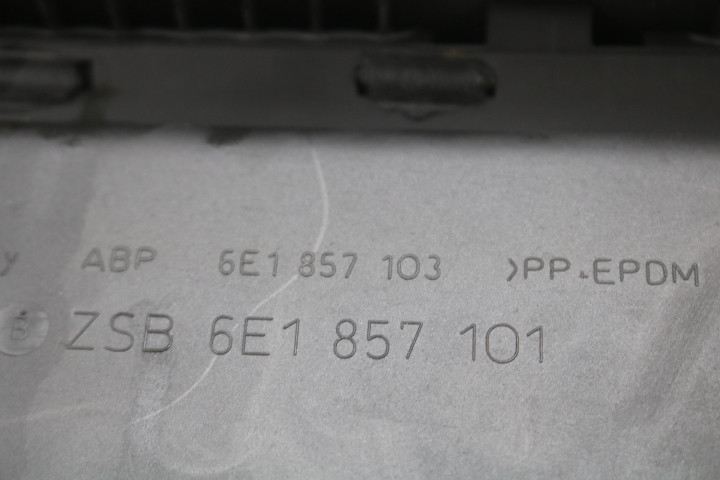 y ABP 6E1 857 103 >PP.EPDM
B ZSB 6E1 857 101